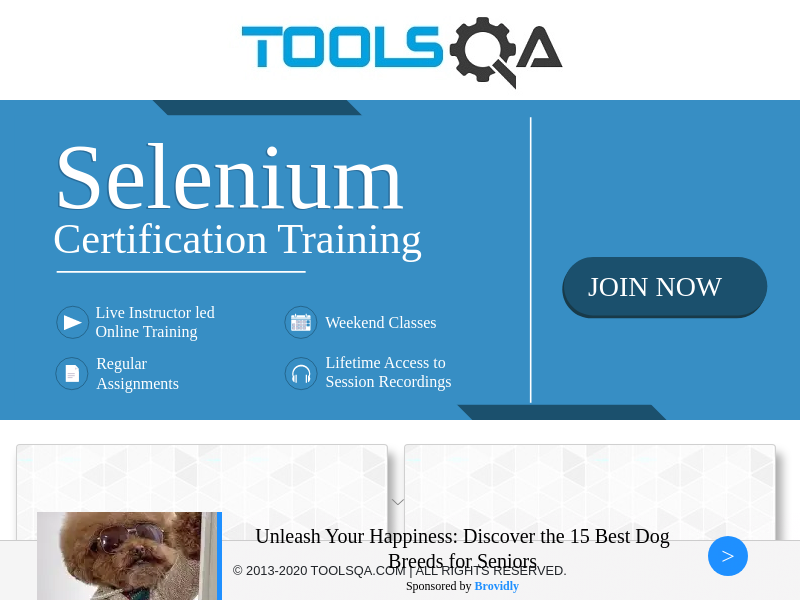 TOOLSQA
Selenium
Certification Training
Live Instructor led
Online Training
Weekend Classes
Regular
Assignments
Lifetime Access to
Session Recordings
JOIN NOW
Unleash Your Happiness: Discover the 15 Best Dog
Breeds for Seniors
© 2013-2020 TOOLSQA.COM | ALL RIGHTS RESERVED.
Sponsored by Brovidly
>